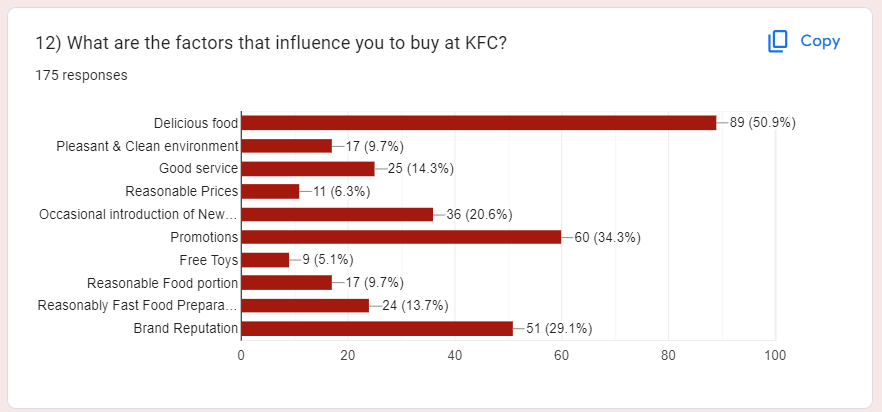 12) What are the factors that influence you to buy at KFC?
Copy
175 responses
Delicious food 89 (50.9%)
Pleasant & Clean environment 17 (9.7%)
Good service 25 (14.3%)
Reasonable Prices 11 (6.3%)
Occasional introduction of New... 36 (20.6%)
Promotions 60 (34.3%)
Free Toys 9 (5.1%)
Reasonable Food portion 17 (9.7%)
Reasonably Fast Food Prepara... 24 (13.7%)
Brand Reputation 51 (29.1%)
0 20 40 60 80 100